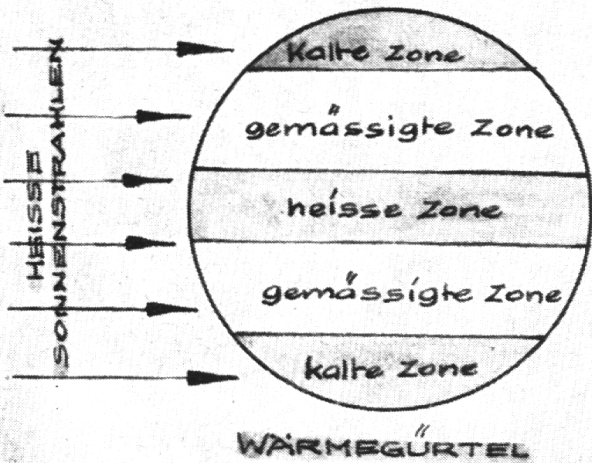 HEISSE
SONNENSTRAHLEN
Kalte Zone
gemässigte Zone
heisse Zone
gemässigte Zone
kalte Zone
WÄRMEGÜRTEL